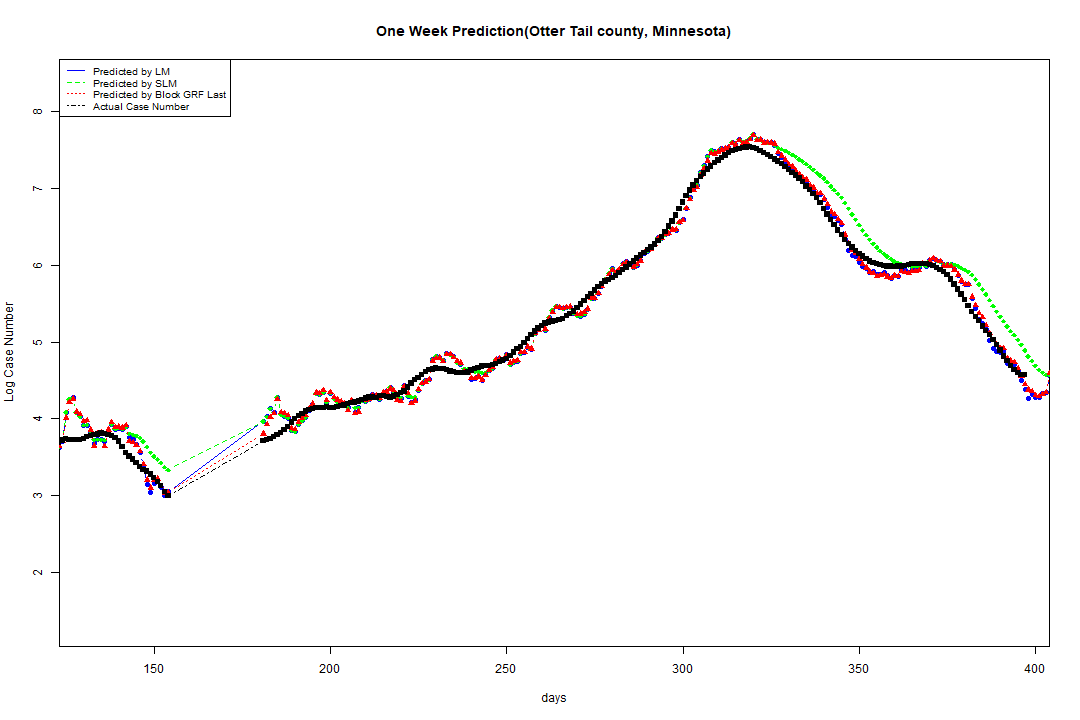 One Week Prediction(Otter Tail county, Minnesota)
Predicted by LM
Predicted by SLM
Predicted by Block GRF Last
Actual Case Number
Log Case Number
8
7
6
5
4
3
2
150 200 250 300 350 400
days